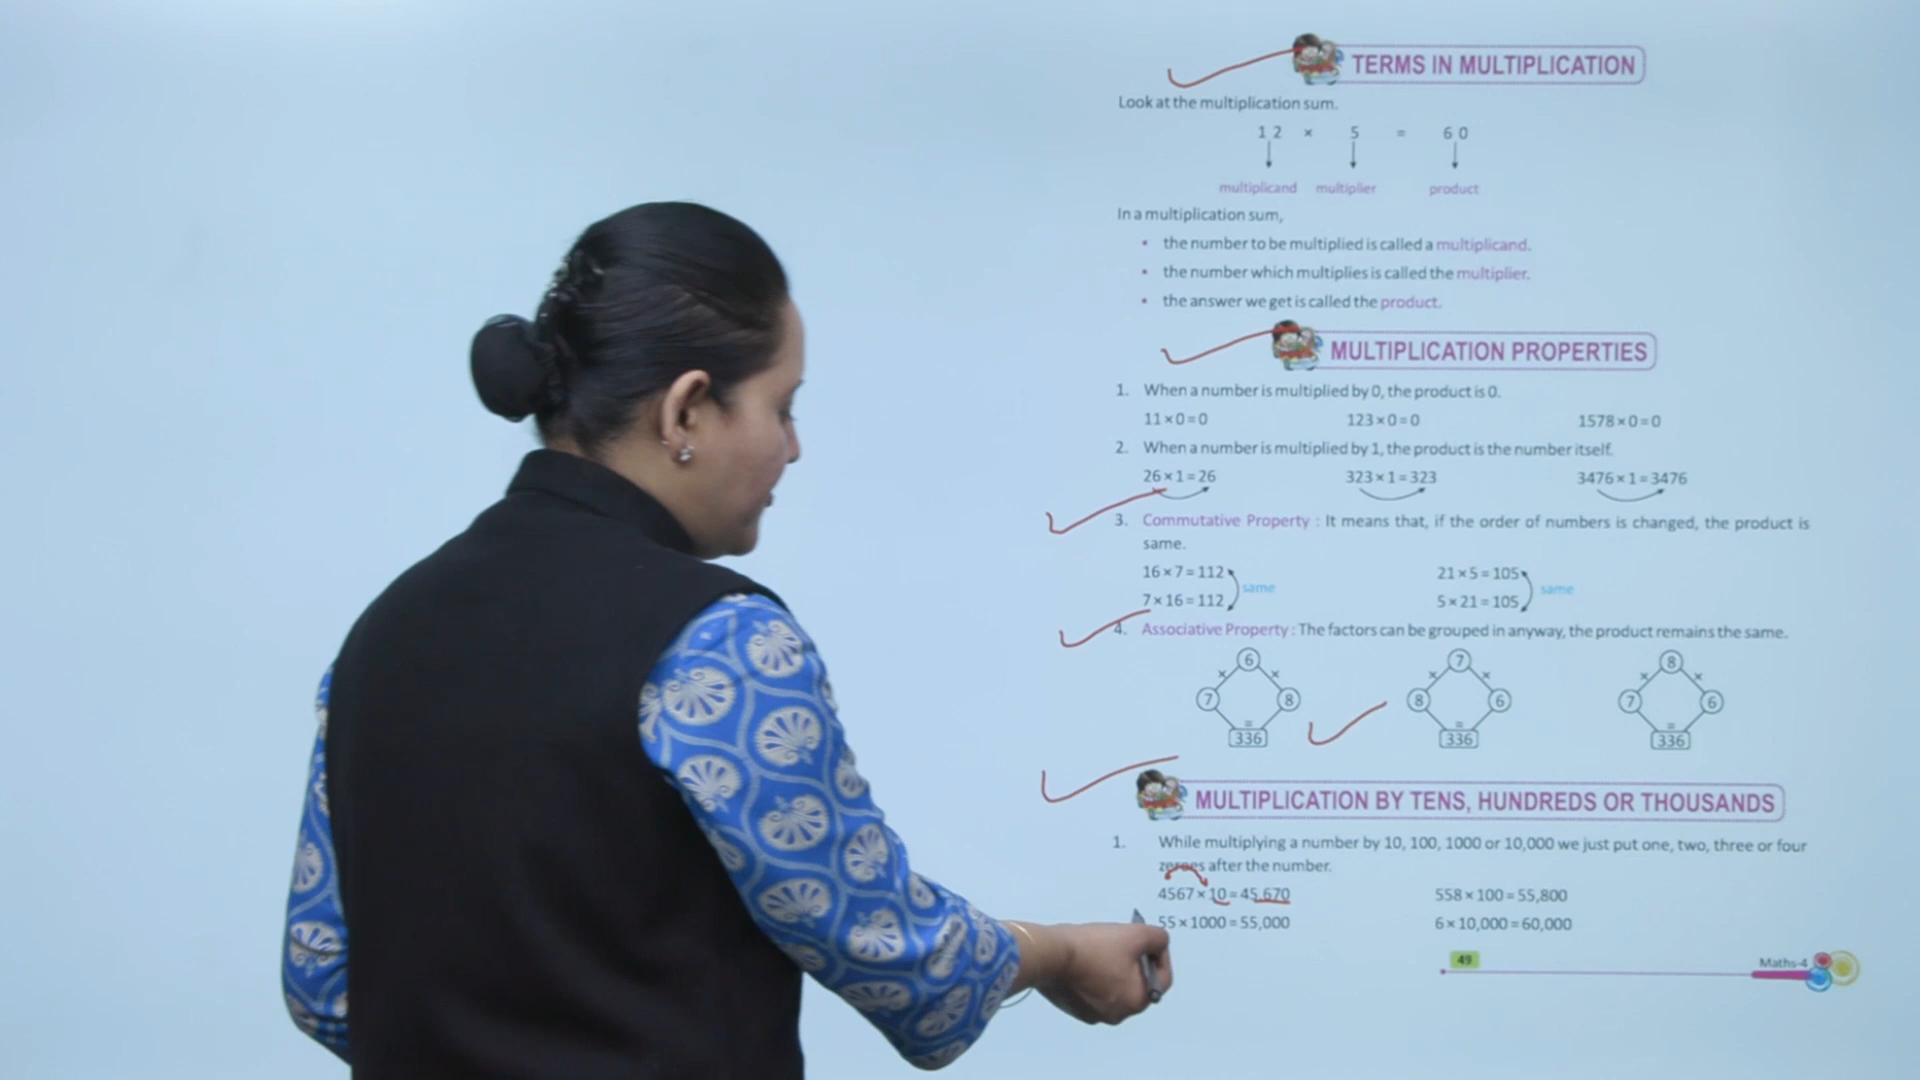 TERMS IN MULTIPLICATION
Look at the multiplication sum.
12 × 5 = 60
multiplicand multiplier product
In a multiplication sum,
• the number to be multiplied is called a multiplicand.
• the number which multiplies is called the multiplier.
• the answer we get is called the product.
MULTIPLICATION PROPERTIES
1. When a number is multiplied by 0, the product is 0.
11×0=0 123×0=0 1578×0=0
2. When a number is multiplied by 1, the product is the number itself.
26×1=26 323×1=323 3476×1=3476
3. Commutative Property : It means that, if the order of numbers is changed, the product is
same.
16×7=112 21×5=105
same same
7×16=112 5×21=105
4. Associative Property : The factors can be grouped in anyway, the product remains the same.
6 7 8
× × × × × ×
7 8 8 6 7 6
= = =
336 336 336
MULTIPLICATION BY TENS, HUNDREDS OR THOUSANDS
1. While multiplying a number by 10, 100, 1000 or 10,000 we just put one, two, three or four
zeroes after the number.
4567×10=45,670 558×100=55,800
55×1000=55,000 6×10,000=60,000
49 Maths-4